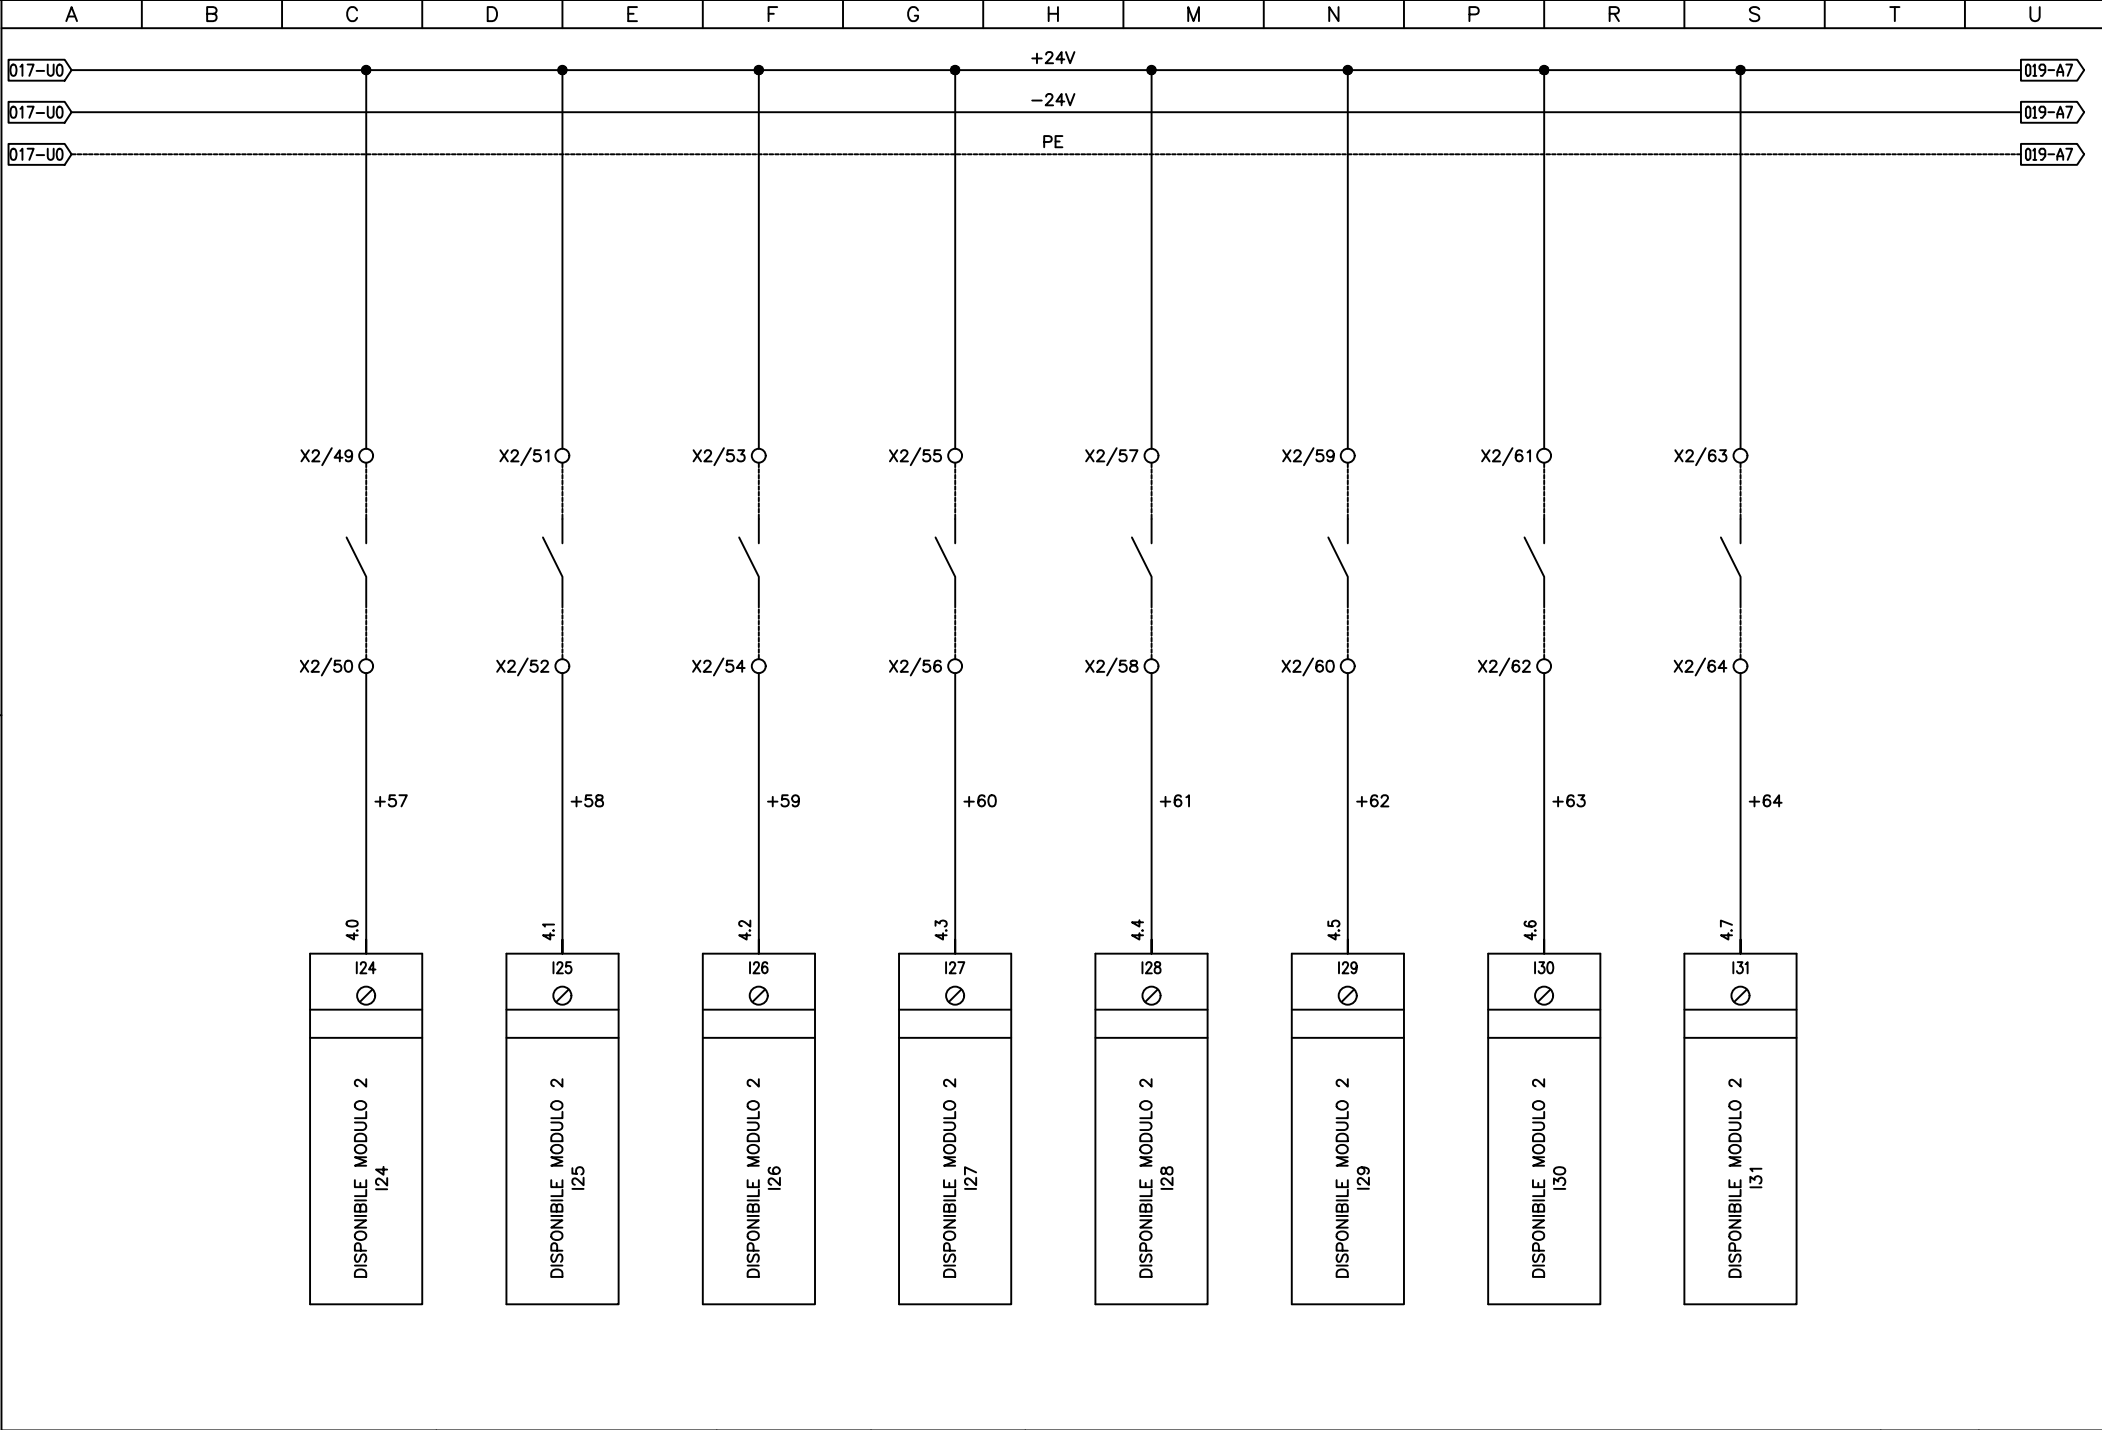 A B C D E F G H M N P R S T U
+24V
017-U0 019-A7
-24V
017-U0 019-A7
PE
017-U0 019-A7
X2/49 X2/51 X2/53 X2/55 X2/57 X2/59 X2/61 X2/63
X2/50 X2/52 X2/54 X2/56 X2/58 X2/60 X2/62 X2/64
+57 +58 +59 +60 +61 +62 +63 +64
4.0 4.1 4.2 4.3 4.4 4.5 4.6 4.7
I24 I25 I26 I27 I28 I29 I30 I31
DISPONIBILE MODULO 2
I24
DISPONIBILE MODULO 2
I25
DISPONIBILE MODULO 2
I26
DISPONIBILE MODULO 2
I27
DISPONIBILE MODULO 2
I28
DISPONIBILE MODULO 2
I29
DISPONIBILE MODULO 2
I30
DISPONIBILE MODULO 2
I31